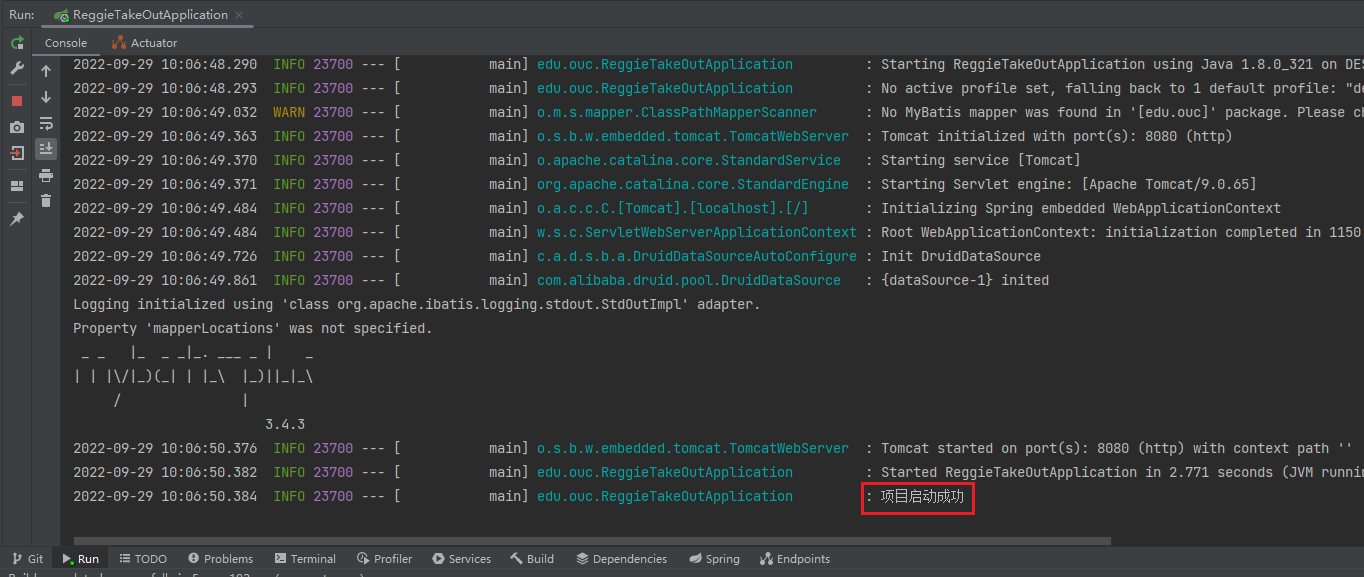 Run: ReggieTakeOutApplication
Console Actuator
2022-09-29 10:06:48.290  INFO 23700 --- [           main] edu.ouc.ReggieTakeOutApplication         : Starting ReggieTakeOutApplication using Java 1.8.0_321 on DES
2022-09-29 10:06:48.293  INFO 23700 --- [           main] edu.ouc.ReggieTakeOutApplication         : No active profile set, falling back to 1 default profile: "de
2022-09-29 10:06:49.032  WARN 23700 --- [           main] o.m.s.mapper.ClassPathMapperScanner      : No MyBatis mapper was found in '[edu.ouc]' package. Please ch
2022-09-29 10:06:49.363  INFO 23700 --- [           main] o.s.b.w.embedded.tomcat.TomcatWebServer  : Tomcat initialized with port(s): 8080 (http)
2022-09-29 10:06:49.370  INFO 23700 --- [           main] o.apache.catalina.core.StandardService   : Starting service [Tomcat]
2022-09-29 10:06:49.371  INFO 23700 --- [           main] org.apache.catalina.core.StandardEngine  : Starting Servlet engine: [Apache Tomcat/9.0.65]
2022-09-29 10:06:49.484  INFO 23700 --- [           main] o.a.c.c.C.[Tomcat].[localhost].[/]       : Initializing Spring embedded WebApplicationContext
2022-09-29 10:06:49.484  INFO 23700 --- [           main] w.s.c.ServletWebServerApplicationContext : Root WebApplicationContext: initialization completed in 1150
2022-09-29 10:06:49.726  INFO 23700 --- [           main] c.a.d.s.b.a.DruidDataSourceAutoConfigure : Init DruidDataSource
2022-09-29 10:06:49.861  INFO 23700 --- [           main] com.alibaba.druid.pool.DruidDataSource   : {dataSource-1} inited
Logging initialized using 'class org.apache.ibatis.logging.stdout.StdOutImpl' adapter.
Property 'mapperLocations' was not specified.
 _ _   |_  _ _|_. ___ _ |    _
| | |\/|_)(_| | |_\  |_)||_|_\
     /               |
                        3.4.3
2022-09-29 10:06:50.376  INFO 23700 --- [           main] o.s.b.w.embedded.tomcat.TomcatWebServer  : Tomcat started on port(s): 8080 (http) with context path ''
2022-09-29 10:06:50.382  INFO 23700 --- [           main] edu.ouc.ReggieTakeOutApplication         : Started ReggieTakeOutApplication in 2.771 seconds (JVM runnin
2022-09-29 10:06:50.384  INFO 23700 --- [           main] edu.ouc.ReggieTakeOutApplication         : 项目启动成功
Git Run TODO Problems Terminal Profiler Services Build Dependencies Spring Endpoints